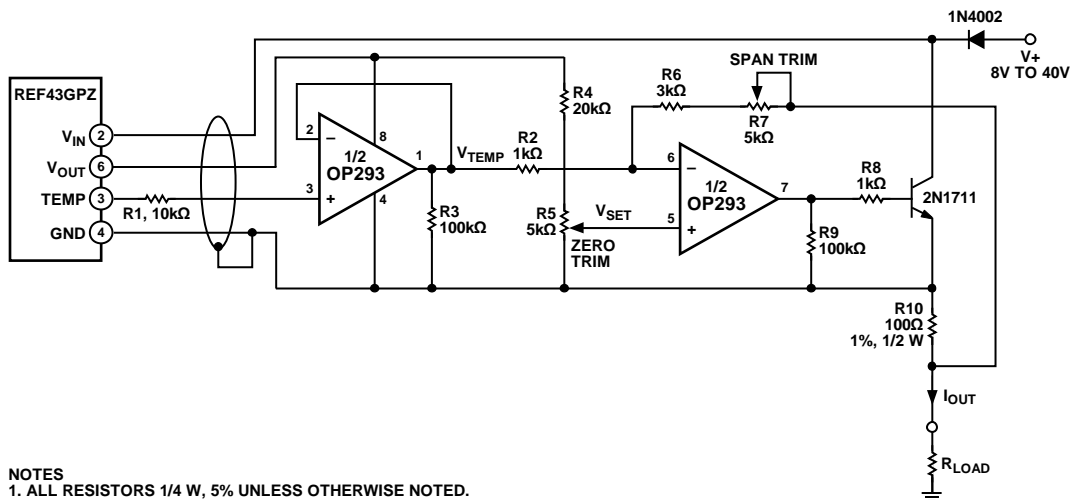 1N4002
V+
8V TO 40V
SPAN TRIM
REF43GPZ
R6
3kΩ
R4
20kΩ
R7
5kΩ
VIN
2
2
8
VOUT
6
1/2
OP293
1
VTEMP
R2
1kΩ
6
1/2
OP293
7
R8
1kΩ
2N1711
TEMP
3
R1, 10kΩ
3
4
R3
100kΩ
R5
5kΩ
VSET
5
ZERO
TRIM
R9
100kΩ
GND
4
R10
100Ω
1%, 1/2 W
IOUT
RLOAD
NOTES
1. ALL RESISTORS 1/4 W, 5% UNLESS OTHERWISE NOTED.